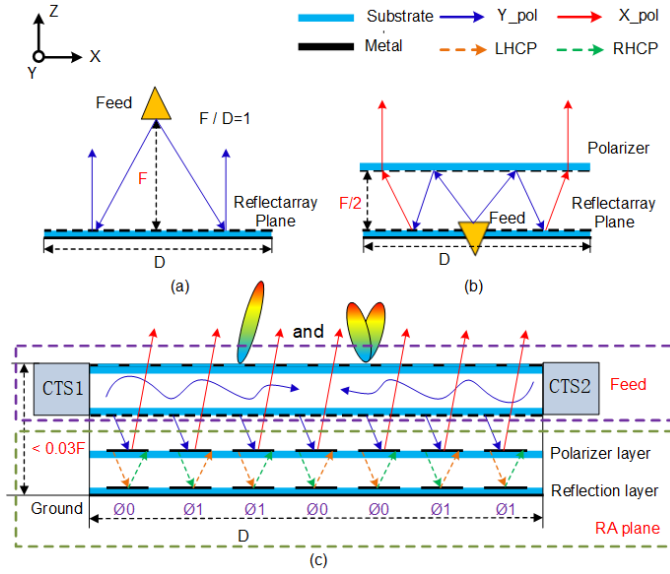 Z
Y
X
Substrate
Y_pol
X_pol
Metal
LHCP
RHCP
Feed
F / D=1
F
Reflectarray
Plane
D
(a)
Polarizer
F/2
Reflectarray
Plane
Feed
D
(b)
and
CTS1
CTS2
Feed
< 0.03F
Polarizer layer
Reflection layer
Ground
Ø0 Ø1 Ø1 Ø0 Ø0 Ø1 Ø1
RA plane
D
(c)